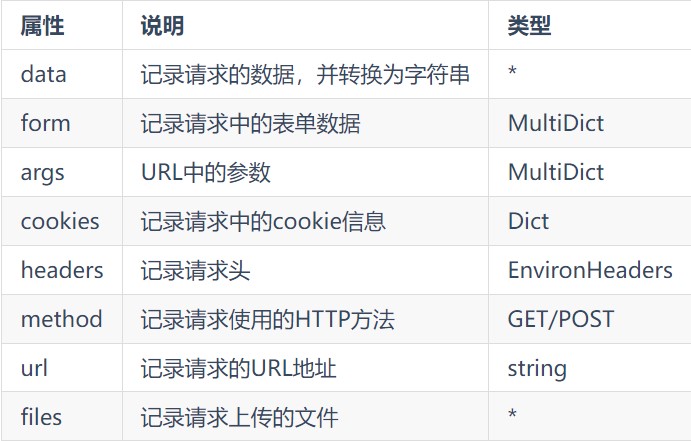 属性 说明 类型
data 记录请求的数据，并转换为字符串 *
form 记录请求中的表单数据 MultiDict
args URL中的参数 MultiDict
cookies 记录请求中的cookie信息 Dict
headers 记录请求头 EnvironHeaders
method 记录请求使用的HTTP方法 GET/POST
url 记录请求的URL地址 string
files 记录请求上传的文件 *